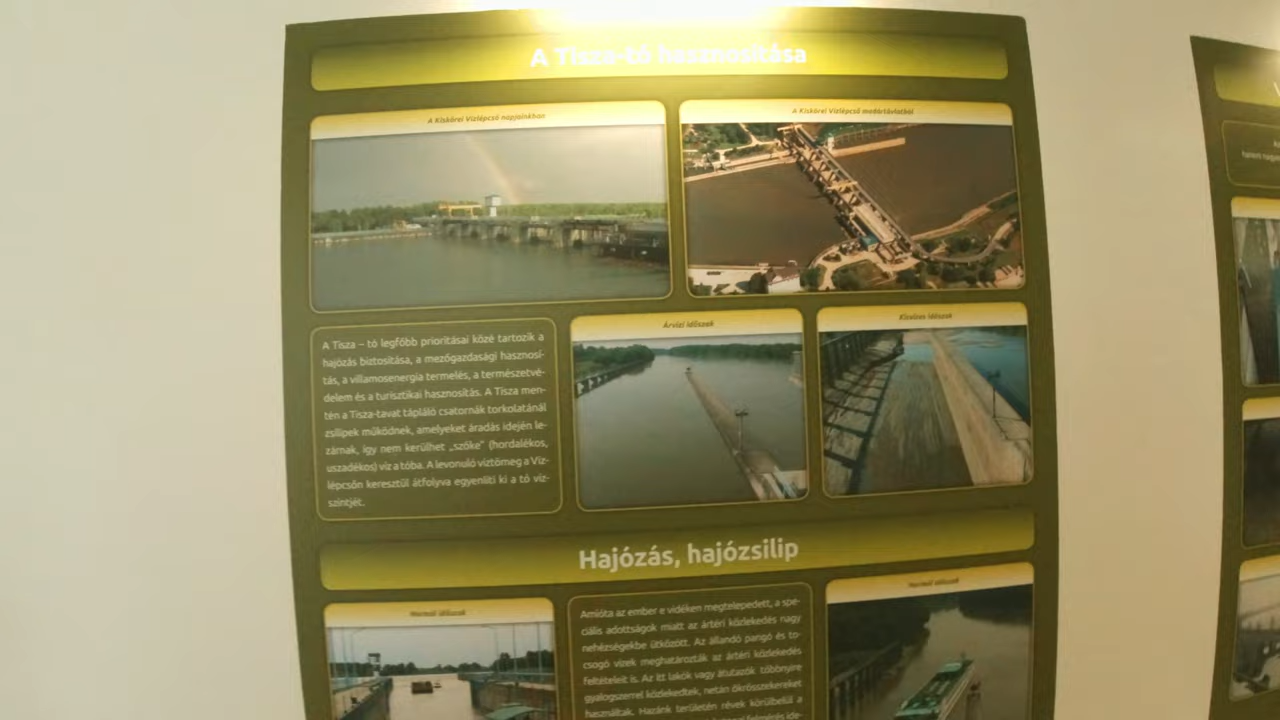 A Tisza-tó hasznosítása
A Kiskörei Vízlépcső napjainkban
A Kiskörei Vízlépcső madártávlatból
A Tisza – tó legfőbb prioritásai közé tartozik a
hajózás biztosítása, a mezőgazdasági hasznosí-
tás, a villamosenergia termelés, a természetvé-
delem és a turisztikai hasznosítás. A Tisza men-
tén a Tisza-tavat tápláló csatornák torkolatánál
zsilipek működnek, amelyeket áradás idején le-
zárnak, így nem kerülhet „szőke” (hordalékos,
uszadékos) víz a tóba. A levonuló víztömeg a Víz-
lépcsőn keresztül átfolyva egyenlíti ki a tó víz-
szintjét.
Árvízi időszak
Kisvizes időszak
Hajózás, hajózsilip
Normál időszak
Amióta az ember e vidéken megtelepedett, a spe-
ciális adottságok miatt az ártéri közlekedés nagy
nehézségekbe ütközött. Az állandó pangó és to-
csogó vizek meghatározták az ártéri közlekedés
feltételeit is. Az itt lakók vagy átutazók többnyire
gyalogszerrel közlekedtek, netán ökrösszekereket
használtak. Hazánk területén révek körülbelül a
Normál időszak